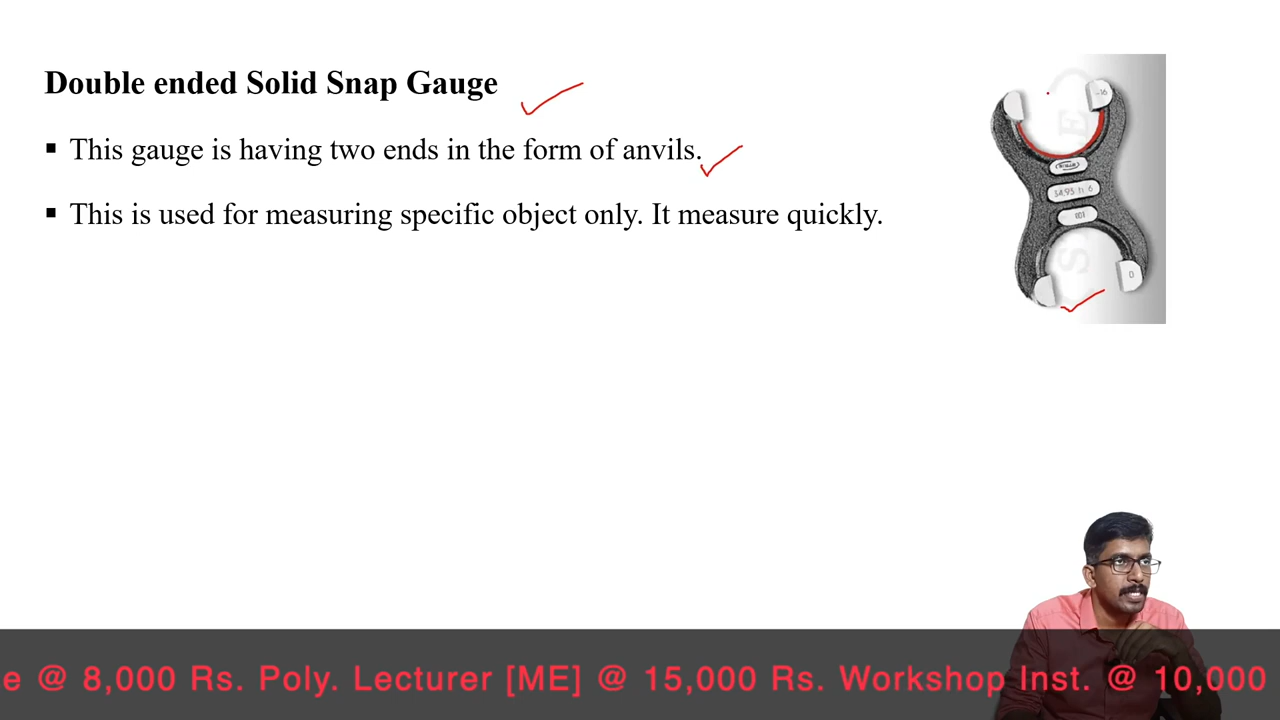 Double ended Solid Snap Gauge
▪ This gauge is having two ends in the form of anvils.
▪ This is used for measuring specific object only. It measure quickly.
-16
0
e @ 8,000 Rs. Poly. Lecturer [ME] @ 15,000 Rs. Workshop Inst. @ 10,000